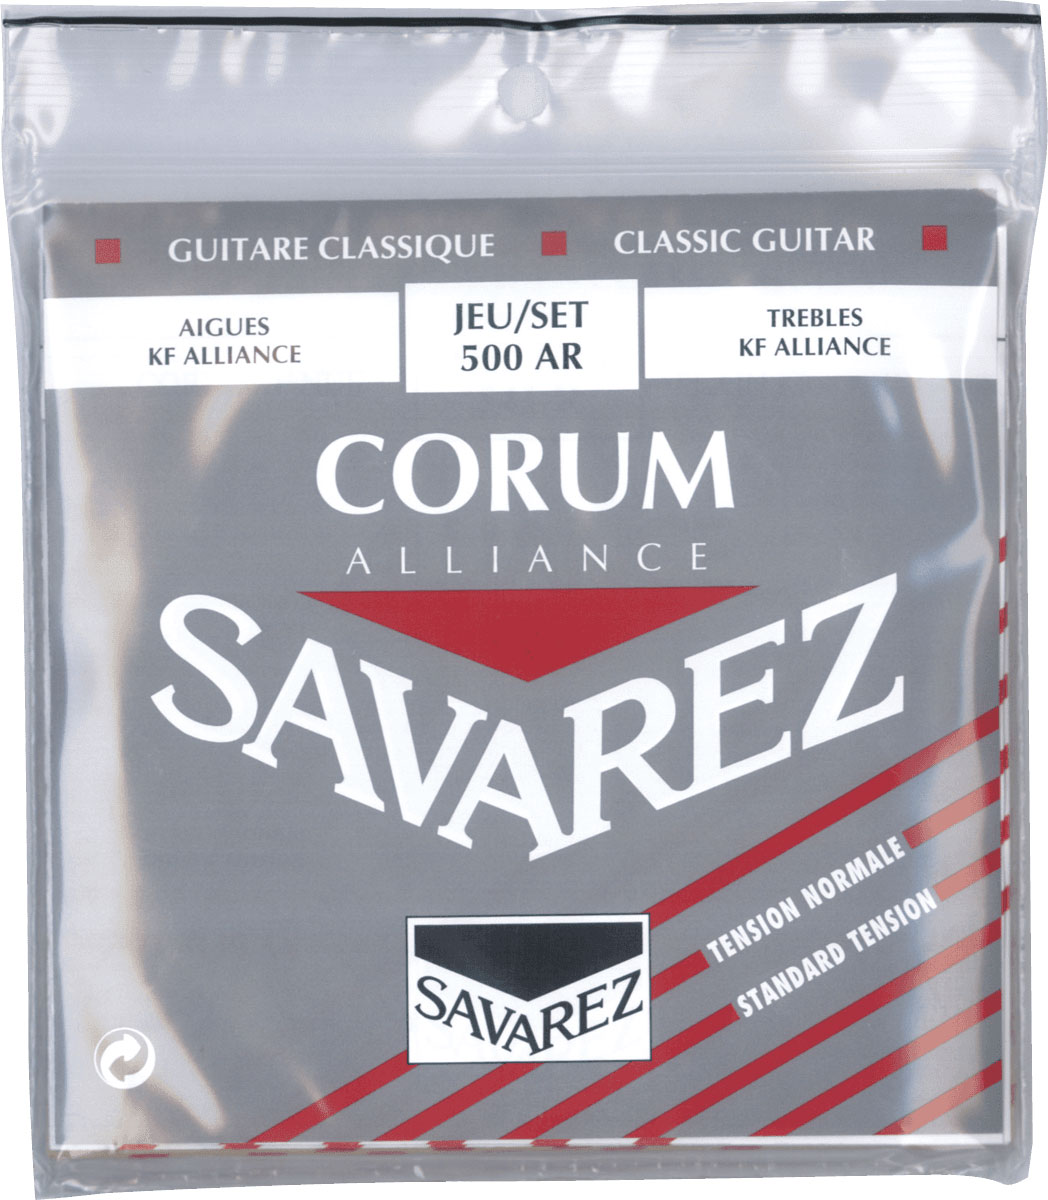 GUITARE CLASSIQUE
CLASSIC GUITAR
AIGUES
KF ALLIANCE
JEU/SET
500 AR
TREBLES
KF ALLIANCE
CORUM
ALLIANCE
SAVAREZ
TENSION NORMALE
STANDARD TENSION
SAVAREZ